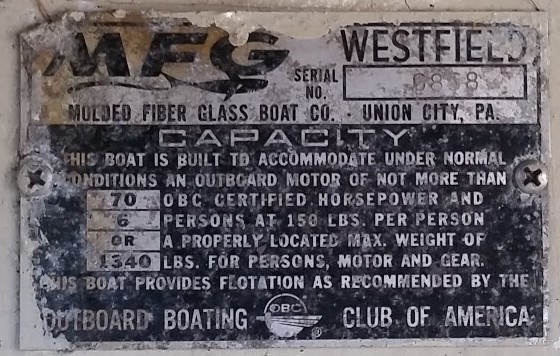 MFG WESTFIELD
SERIAL NO.
MOLDED FIBER GLASS BOAT CO. · UNION CITY, PA.
CAPACITY
THIS BOAT IS BUILT TO ACCOMMODATE UNDER NORMAL
CONDITIONS AN OUTBOARD MOTOR OF NOT MORE THAN
70 OBC CERTIFIED HORSEPOWER AND
6 PERSONS AT 150 LBS. PER PERSON
OR A PROPERLY LOCATED MAX. WEIGHT OF
1340 LBS. FOR PERSONS, MOTOR AND GEAR.
THIS BOAT PROVIDES FLOTATION AS RECOMMENDED BY THE
OUTBOARD BOATING OBC ® CLUB OF AMERICA